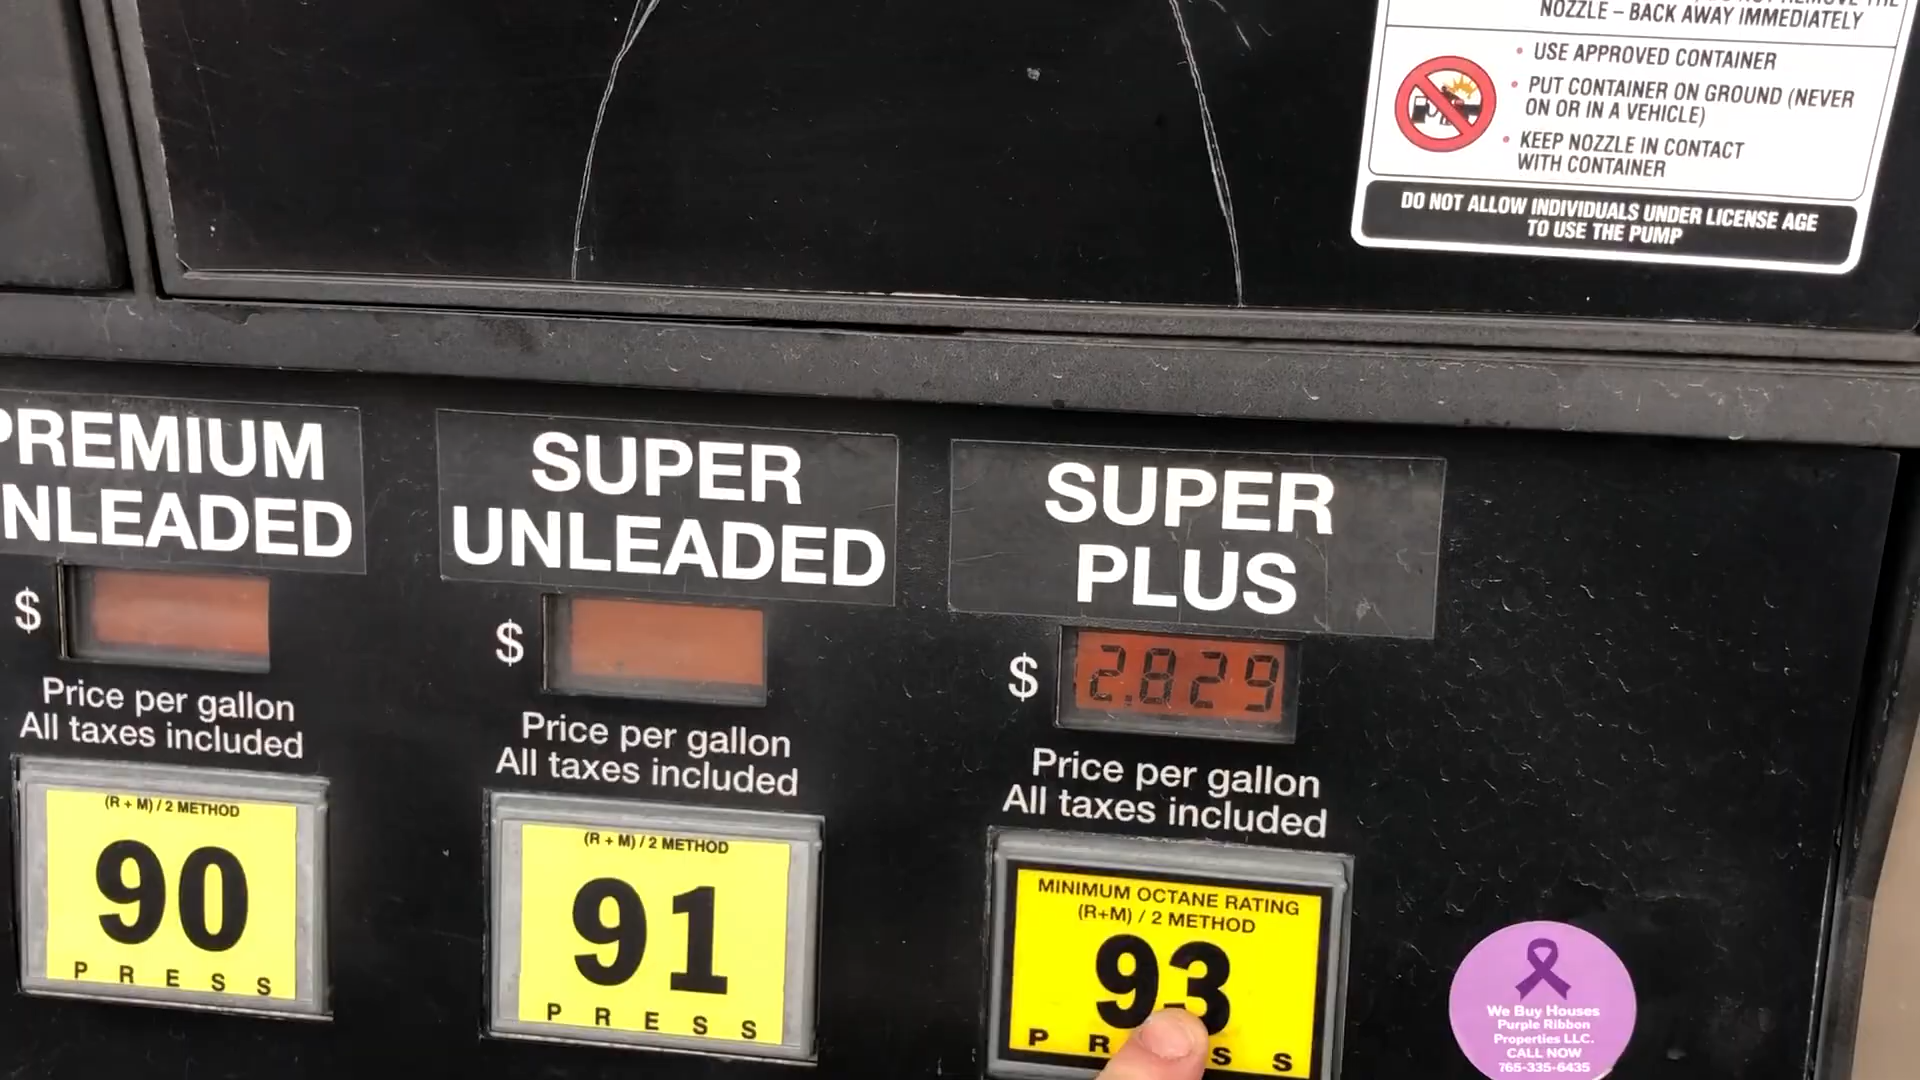 NOZZLE – BACK AWAY IMMEDIATELY
• USE APPROVED CONTAINER
• PUT CONTAINER ON GROUND (NEVER
ON OR IN A VEHICLE)
• KEEP NOZZLE IN CONTACT
WITH CONTAINER
DO NOT ALLOW INDIVIDUALS UNDER LICENSE AGE
TO USE THE PUMP
PREMIUM
NLEADED
$
Price per gallon
All taxes included
(R + M) / 2 METHOD
90
PRESS
SUPER
UNLEADED
$
Price per gallon
All taxes included
(R + M) / 2 METHOD
91
PRESS
SUPER
PLUS
$ 2.829
Price per gallon
All taxes included
MINIMUM OCTANE RATING
(R+M) / 2 METHOD
93
PR SS
We Buy Houses
Purple Ribbon
Properties LLC.
CALL NOW
765-335-6435